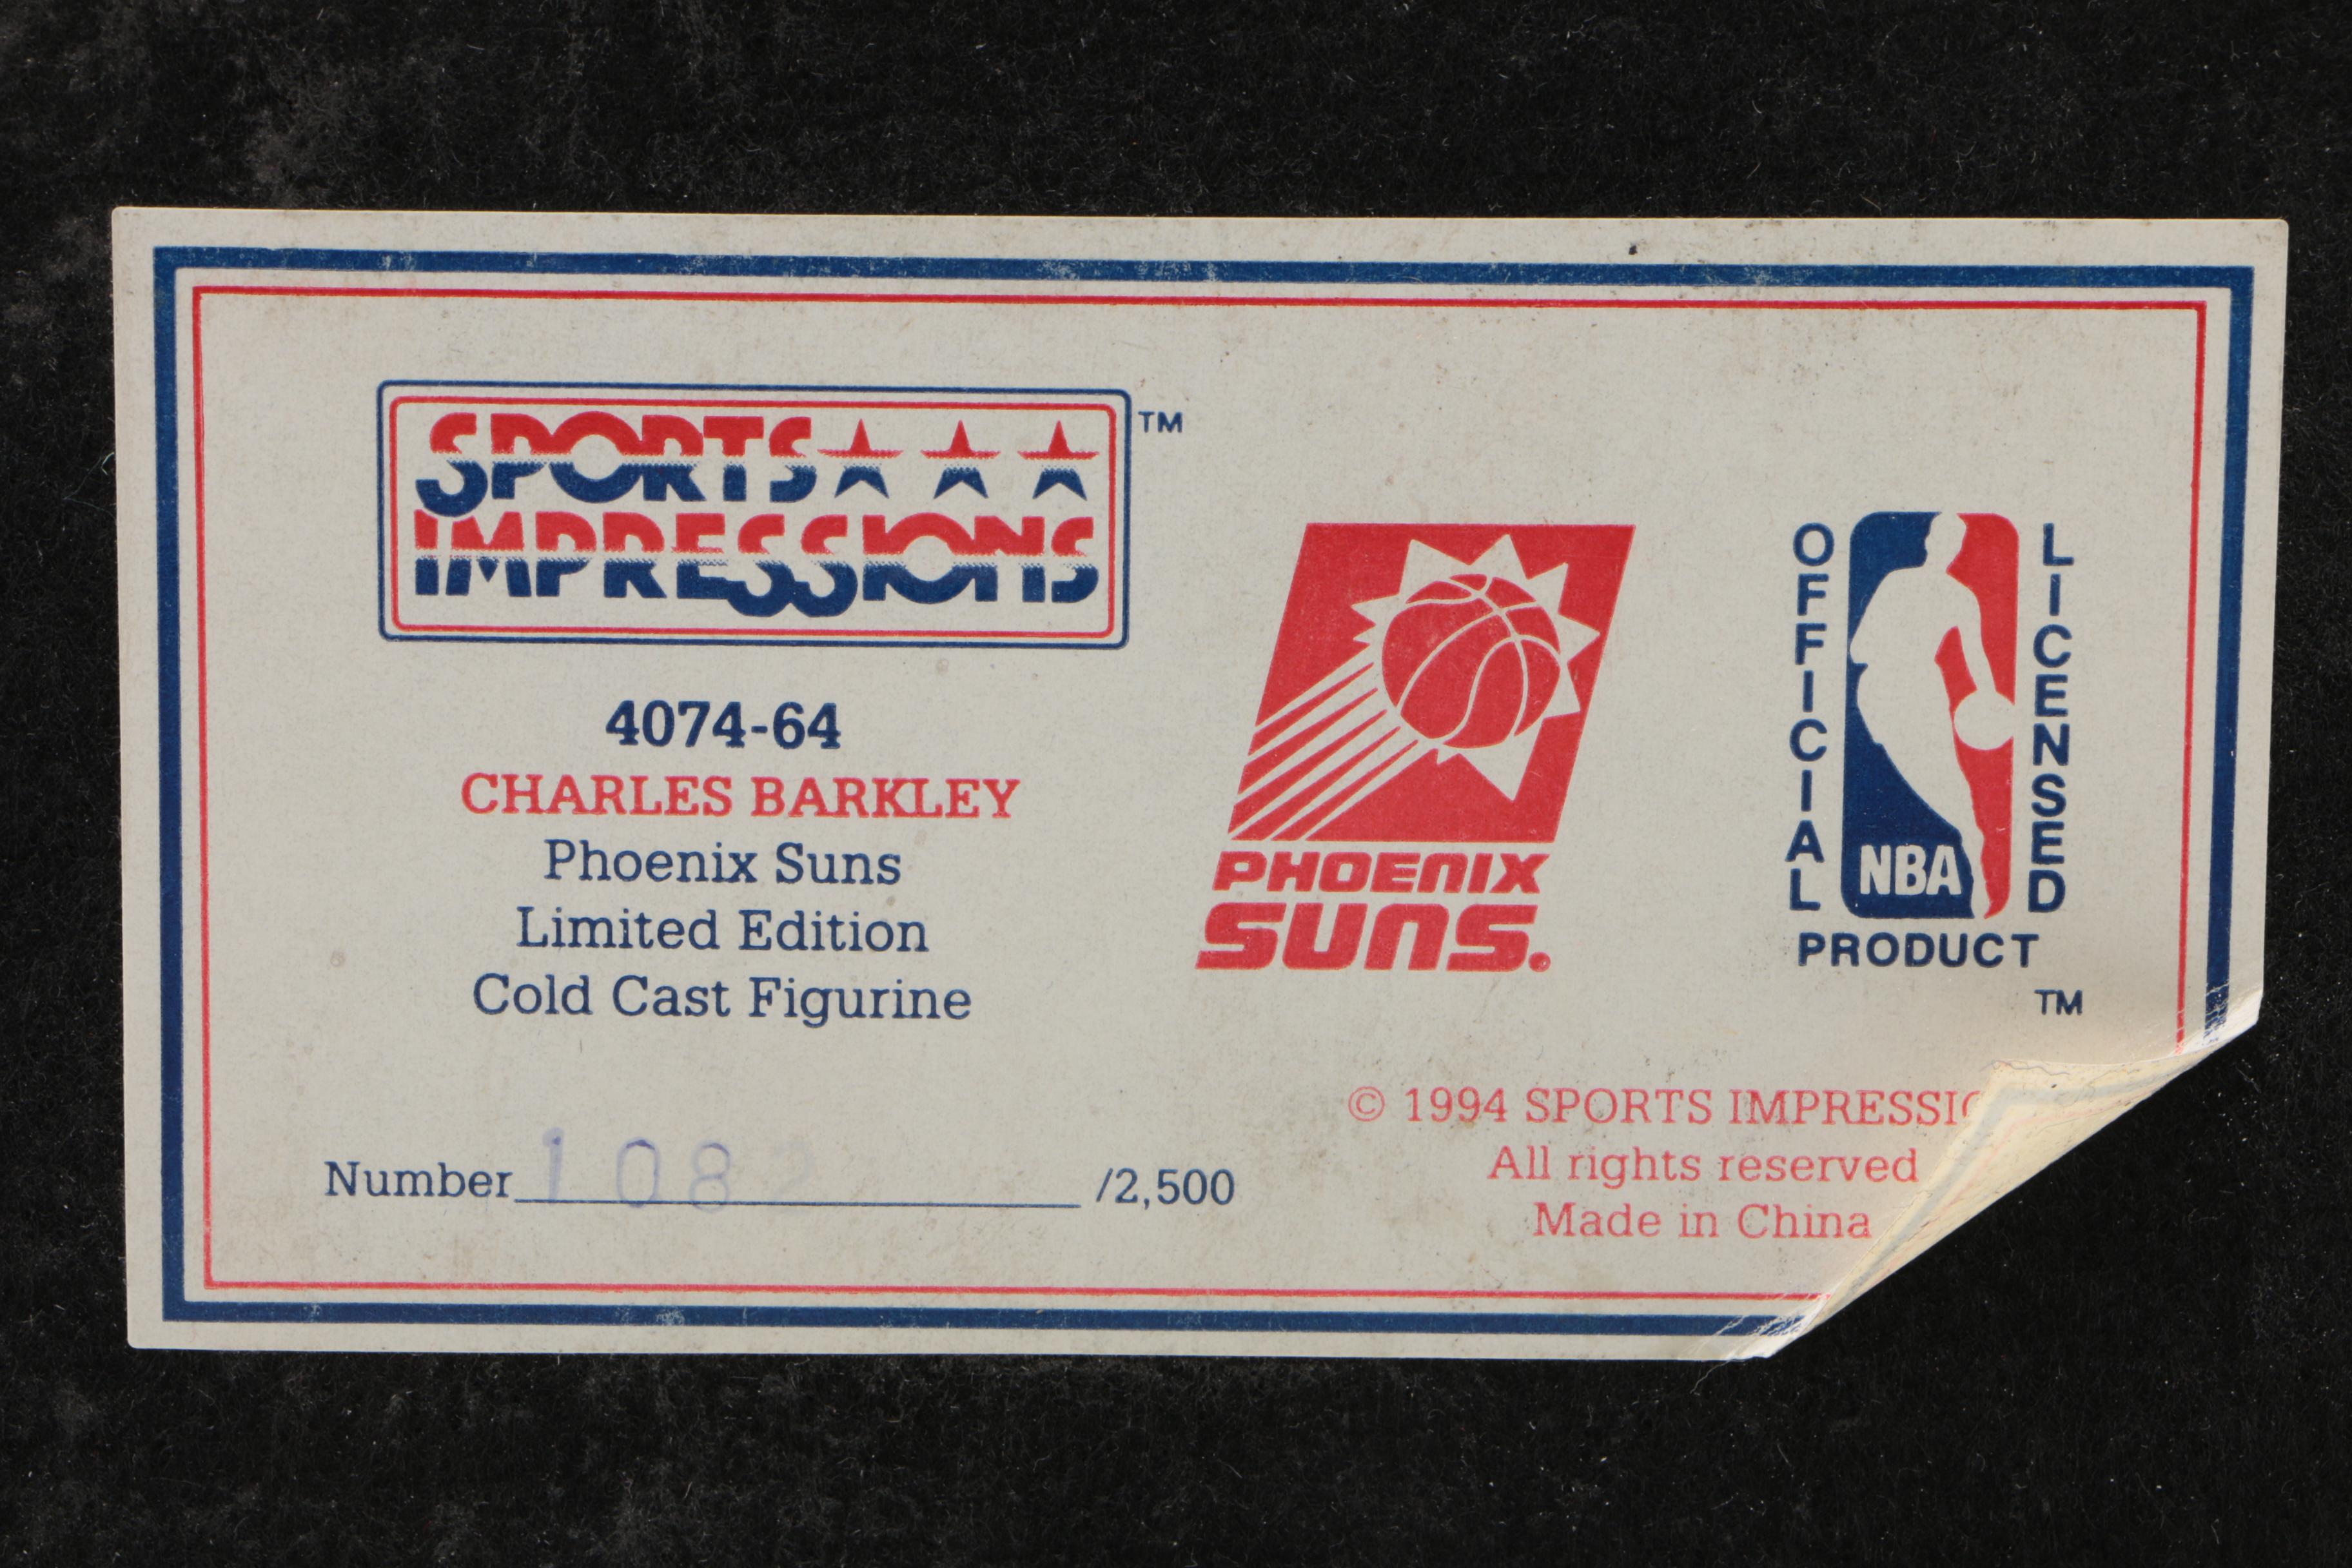 SPORTS
IMPRESSIONS
TM
4074-64
CHARLES BARKLEY
Phoenix Suns
Limited Edition
Cold Cast Figurine
Number 1082 /2,500
PHOENIX
SUNS.
OFFICIAL
LICENSED
NBA
PRODUCT
TM
© 1994 SPORTS IMPRESSIO
All rights reserved
Made in China